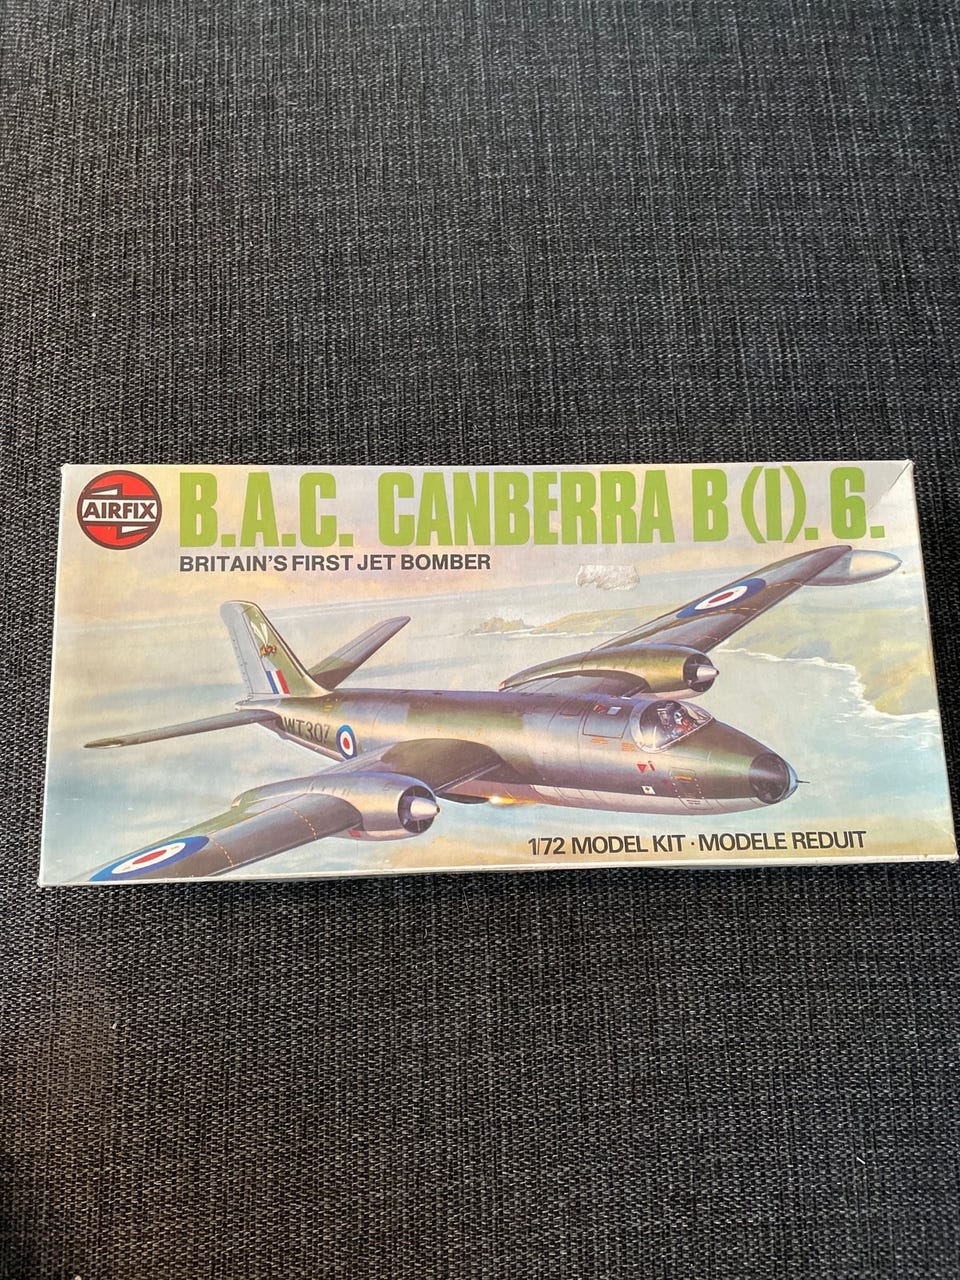 AIRFIX
B.A.C. CANBERRA B (I). 6.
BRITAIN'S FIRST JET BOMBER
WT307
1/72 MODEL KIT · MODELE REDUIT